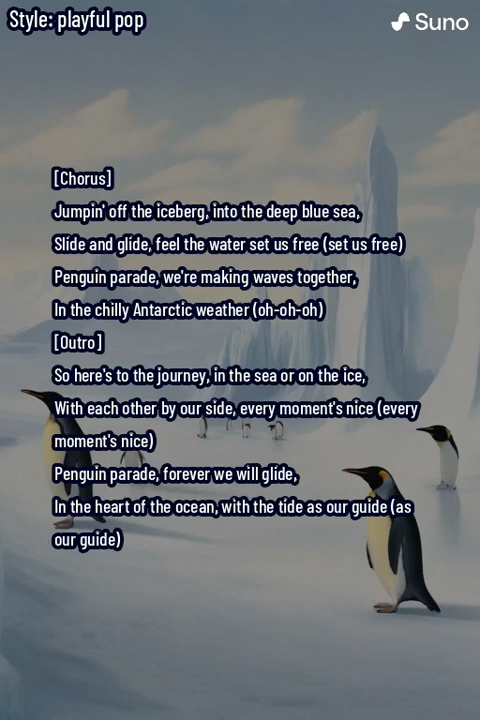 Style: playful pop
Suno
[Chorus]
Jumpin' off the iceberg, into the deep blue sea,
Slide and glide, feel the water set us free (set us free)
Penguin parade, we're making waves together,
In the chilly Antarctic weather (oh-oh-oh)
[Outro]
So here's to the journey, in the sea or on the ice,
With each other by our side, every moment's nice (every
moment's nice)
Penguin parade, forever we will glide,
In the heart of the ocean, with the tide as our guide (as
our guide)